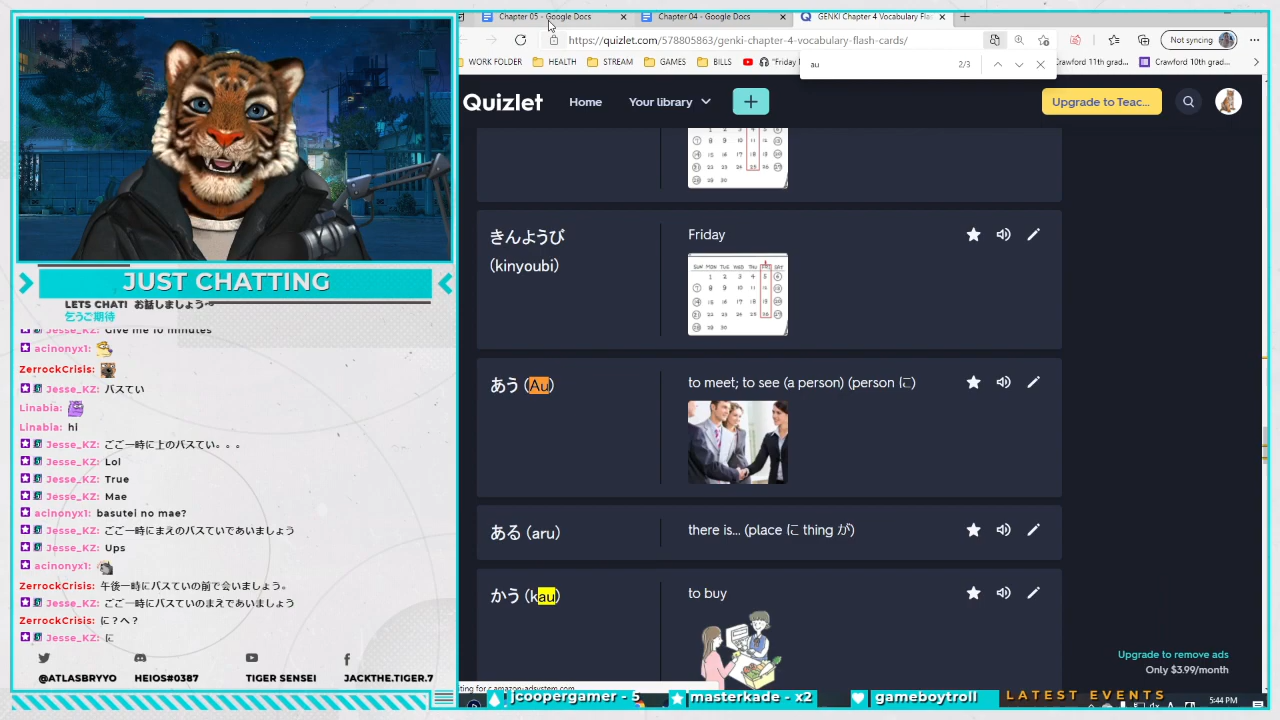 Chapter 05 - Google Docs
Chapter 04 - Google Docs
GENKI Chapter 4 Vocabulary Flas
https://quizlet.com/578805863/genki-chapter-4-vocabulary-flash-cards/
Not syncing
WORK FOLDER
HEALTH
STREAM
GAMES
BILLS
au
2/3
Crawford 10th grad...
Quizlet
Home
Your library
Upgrade to Teac...
きんようび
(kinyoubi)
Friday
あう (Au)
to meet; to see (a person) (person に)
ある (aru)
there is... (place に thing が)
かう (kau)
to buy
Upgrade to remove ads
Only $3.99/month
JUST CHATTING
LETS CHAT! お話しましょう〜
乞うご期待
Jesse_KZ: Give me 10 minutes
acinonyx1:
ZerrockCrisis:
Jesse_KZ: バスてい
Linabia:
Linabia: hi
Jesse_KZ: ごご一時に上のバスてい。。。
Jesse_KZ: Lol
Jesse_KZ: True
Jesse_KZ: Mae
acinonyx1: basutei no mae?
Jesse_KZ: ごご一時にまえのバスていであいましょう
Jesse_KZ: Ups
acinonyx1:
ZerrockCrisis: 午後一時にバスていの前で会いましょう。
Jesse_KZ: ごご一時にバスていのまえであいましょう
ZerrockCrisis: に？へ？
Jesse_KZ: に
@ATLASBRYYO
HEIOS#0387
TIGER SENSEI
JACKTHE.TIGER.7
joopergamer - 5
masterkade - x2
gameboytroll
LATEST EVENT
5:44 PM